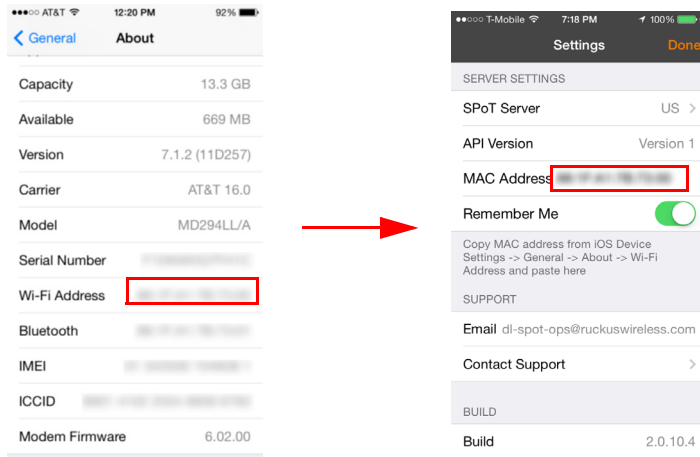 AT&T 12:20 PM 92%
General About
Capacity 13.3 GB
Available 669 MB
Version 7.1.2 (11D257)
Carrier AT&T 16.0
Model MD294LL/A
Serial Number
Wi-Fi Address
Bluetooth
IMEI
ICCID
Modem Firmware 6.02.00
T-Mobile 7:18 PM 100%
Settings Done
SERVER SETTINGS
SPoT Server US
API Version Version 1
MAC Address
Remember Me
Copy MAC address from iOS Device
Settings -> General -> About -> Wi-Fi
Address and paste here
SUPPORT
Email dl-spot-ops@ruckuswireless.com
Contact Support
BUILD
Build 2.0.10.4